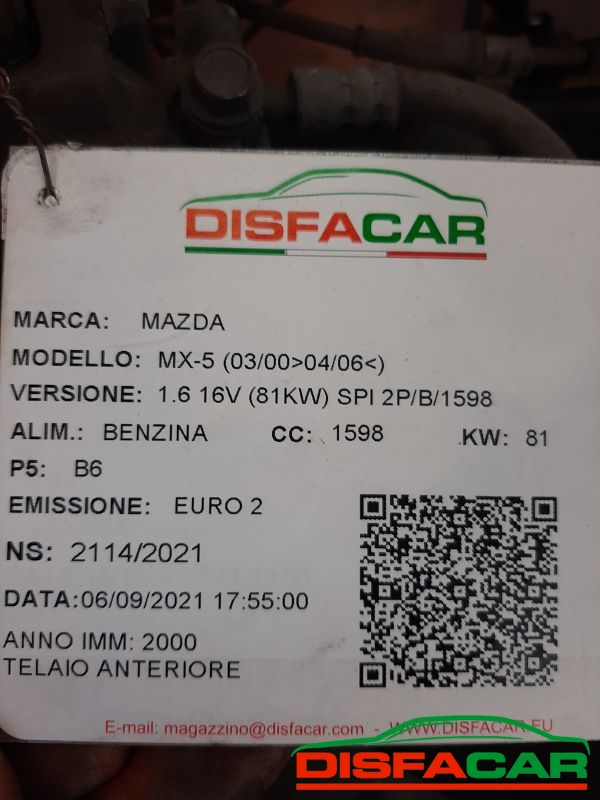 DISFACAR
MARCA: MAZDA
MODELLO: MX-5 (03/00>04/06<)
VERSIONE: 1.6 16V (81KW) SPI 2P/B/1598
ALIM.: BENZINA CC: 1598 KW: 81
P5: B6
EMISSIONE: EURO 2
NS: 2114/2021
DATA:06/09/2021 17:55:00
ANNO IMM: 2000
TELAIO ANTERIORE
E-mail: magazzino@disfacar.com - WWW.DISFACAR.EU
DISFACAR